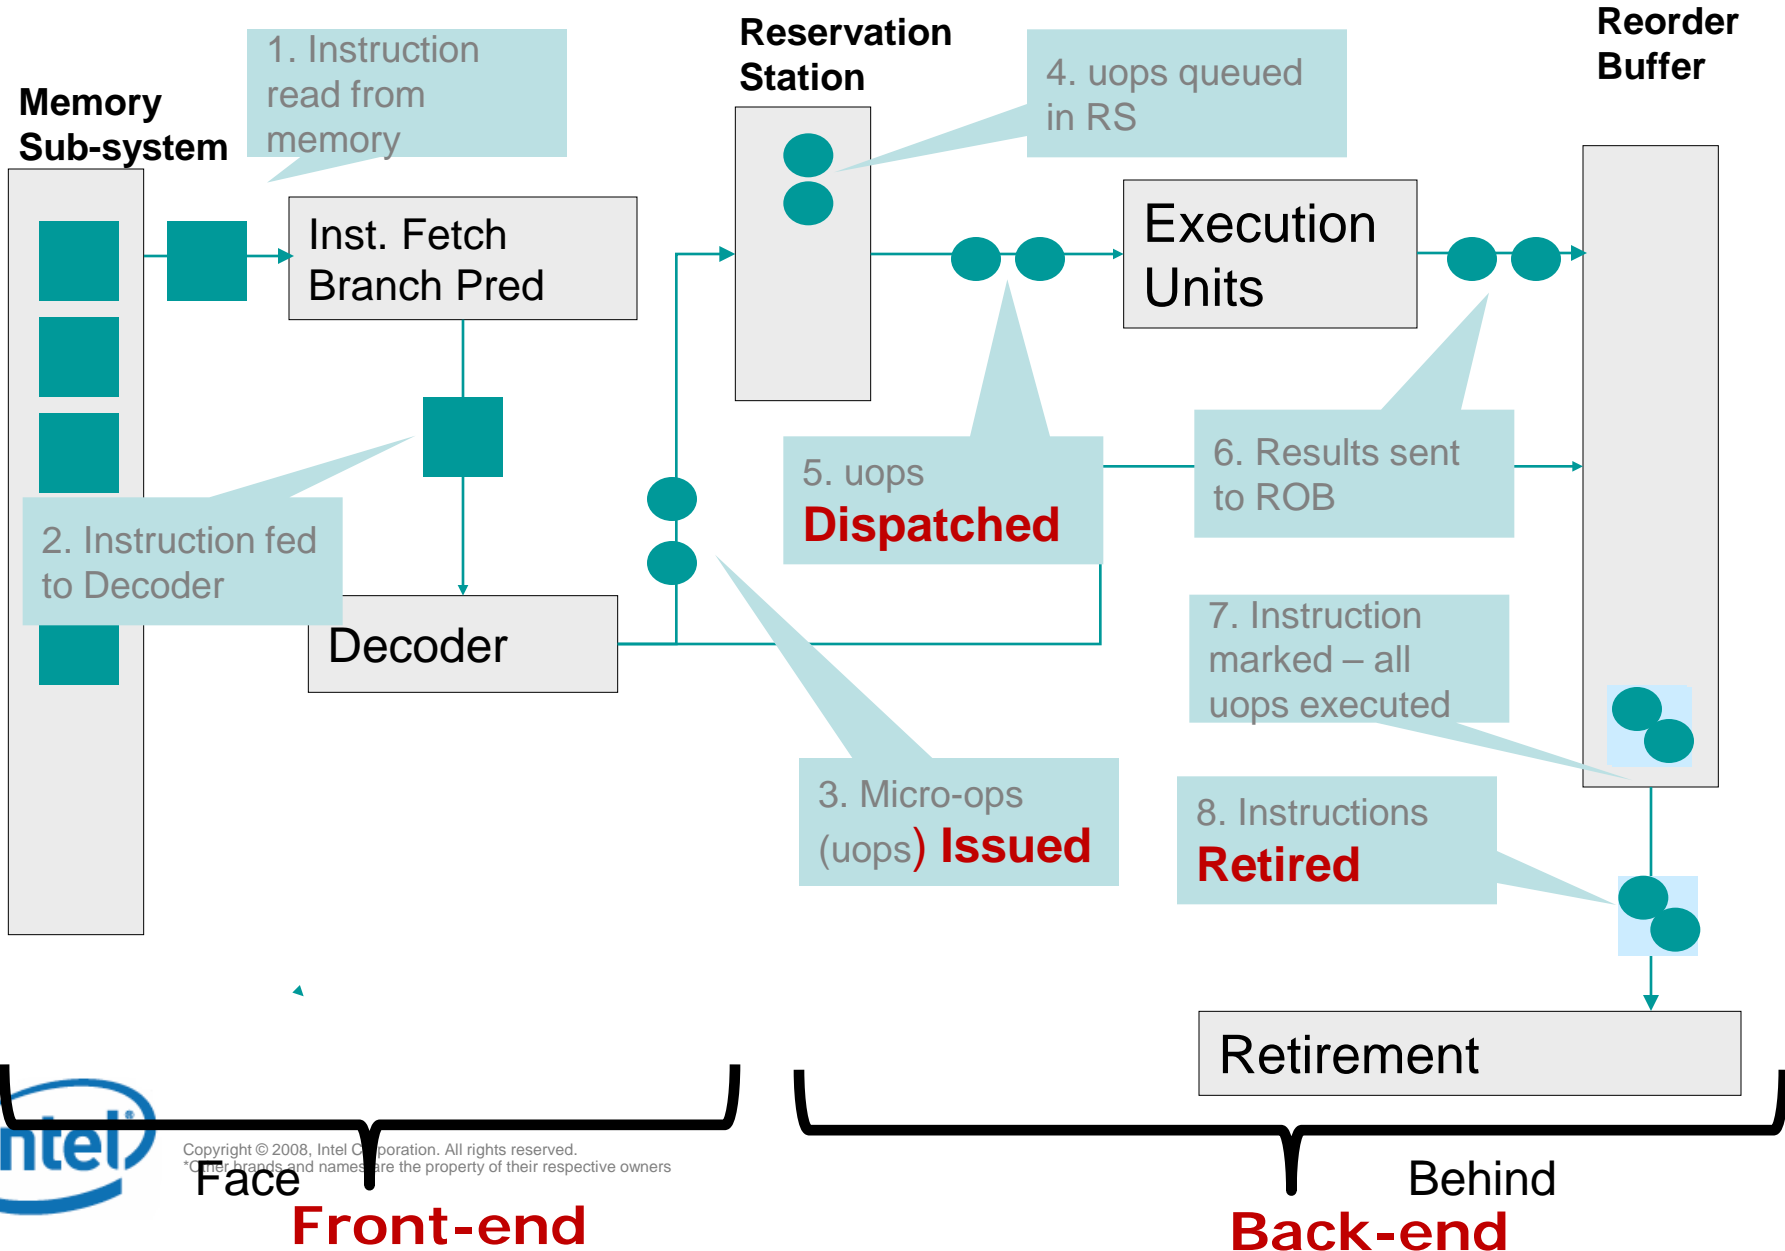 Memory
Sub-system
1. Instruction
read from
memory
Inst. Fetch
Branch Pred
2. Instruction fed
to Decoder
Decoder
Reservation
Station
4. uops queued
in RS
Execution
Units
Reorder
Buffer
5. uops
Dispatched
6. Results sent
to ROB
3. Micro-ops
(uops) Issued
7. Instruction
marked – all
uops executed
8. Instructions
Retired
Retirement
intel
Copyright © 2008, Intel Corporation. All rights reserved.
*Other brands and names are the property of their respective owners
Face
Front-end
Behind
Back-end